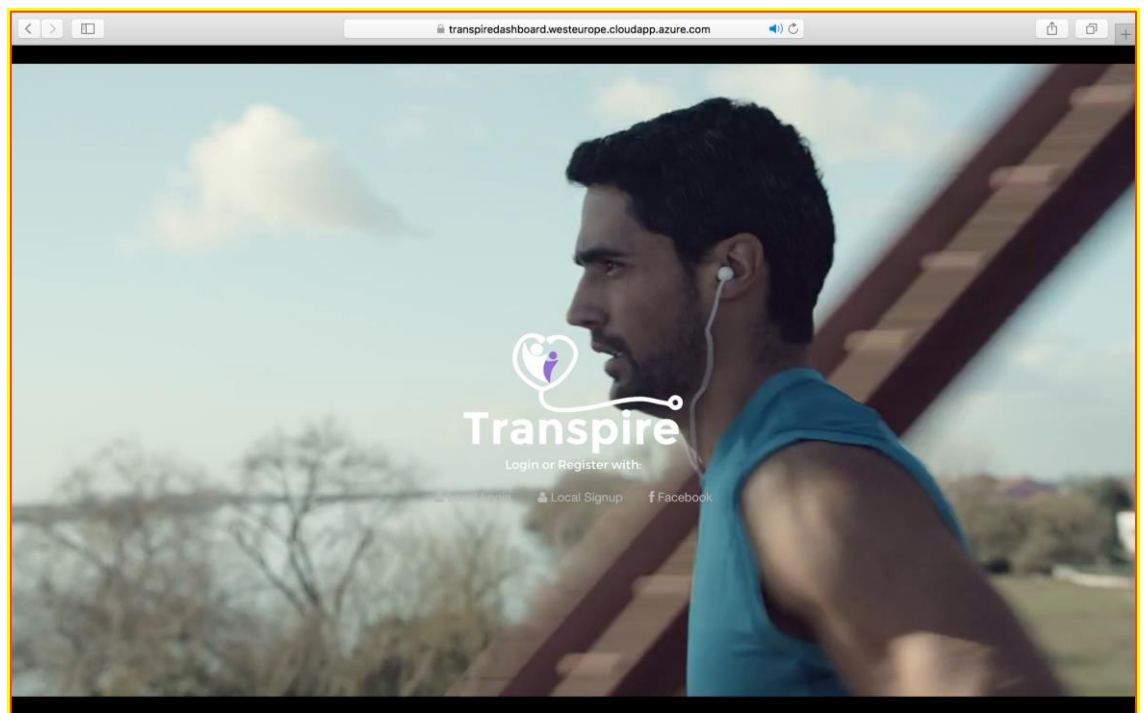 transpiredashboard.westeurope.cloudapp.azure.com
Transpire
Login or Register with:
Local Signup Facebook